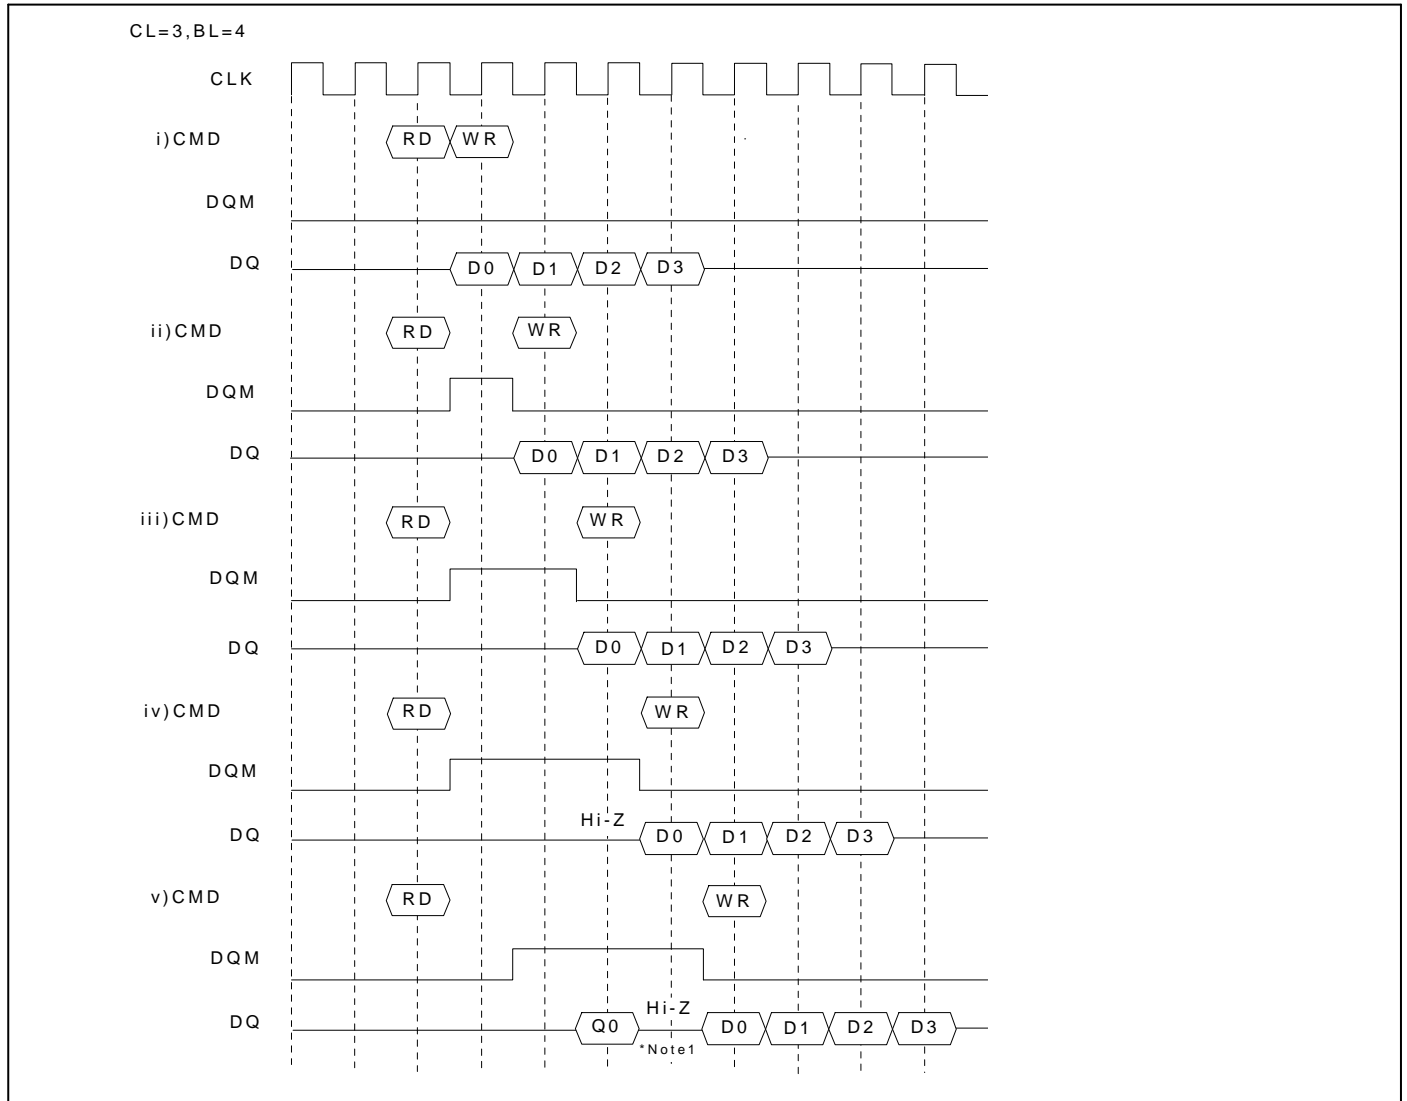 CL=3,BL=4
CLK
i)CMD RD WR
DQM
DQ D0 D1 D2 D3
ii)CMD RD WR
DQM
DQ D0 D1 D2 D3
iii)CMD RD WR
DQM
DQ D0 D1 D2 D3
iv)CMD RD WR
DQM
DQ Hi-Z D0 D1 D2 D3
v)CMD RD WR
DQM
DQ Q0 Hi-Z D0 D1 D2 D3
*Note1